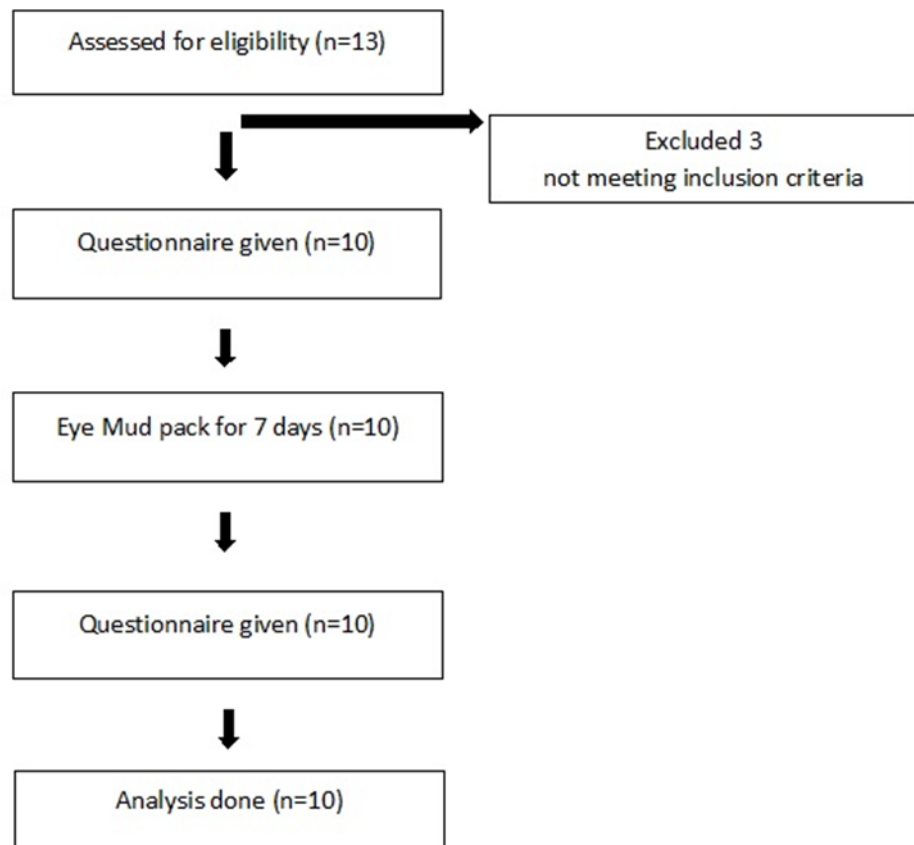 Assessed for eligibility (n=13)
Excluded 3
not meeting inclusion criteria
Questionnaire given (n=10)
Eye Mud pack for 7 days (n=10)
Questionnaire given (n=10)
Analysis done (n=10)